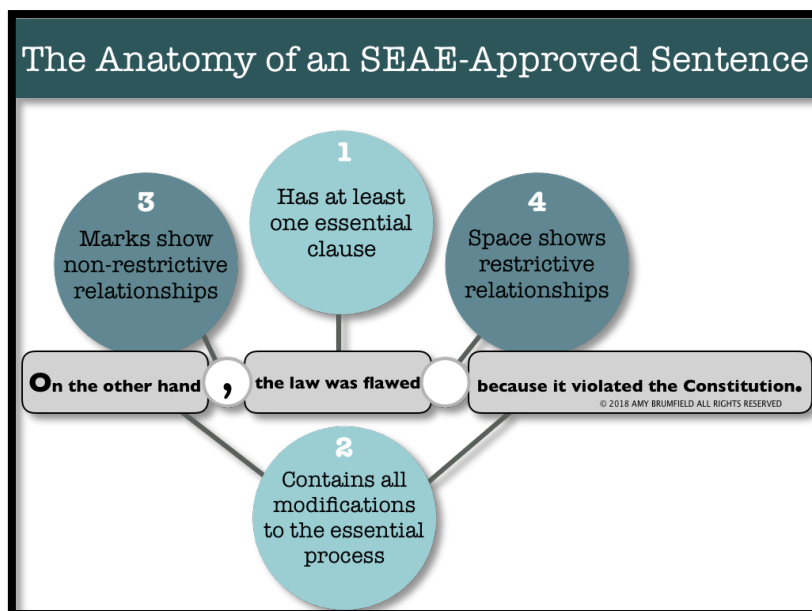 The Anatomy of an SEAE-Approved Sentence
1
Has at least
one essential
clause
3
Marks show
non-restrictive
relationships
4
Space shows
restrictive
relationships
On the other hand , the law was flawed because it violated the Constitution.
© 2018 AMY BRUMFIELD ALL RIGHTS RESERVED
2
Contains all
modifications
to the essential
process